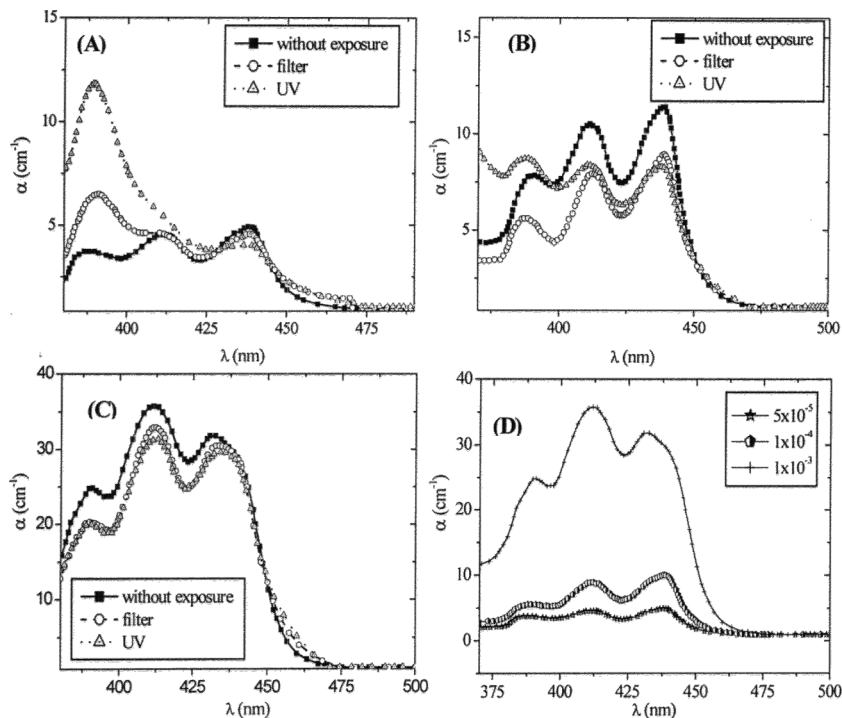 (A)
without exposure
filter
UV
α (cm⁻¹)
15
10
5
400
425
450
475
λ (nm)
(B)
without exposure
filter
UV
α (cm⁻¹)
15
10
5
400
450
500
λ (nm)
(C)
without exposure
filter
UV
α (cm⁻¹)
40
30
20
10
400
425
450
475
500
λ (nm)
(D)
5x10⁻⁵
1x10⁻⁴
1x10⁻³
α (cm⁻¹)
40
30
20
10
0
375
400
425
450
475
500
λ (nm)